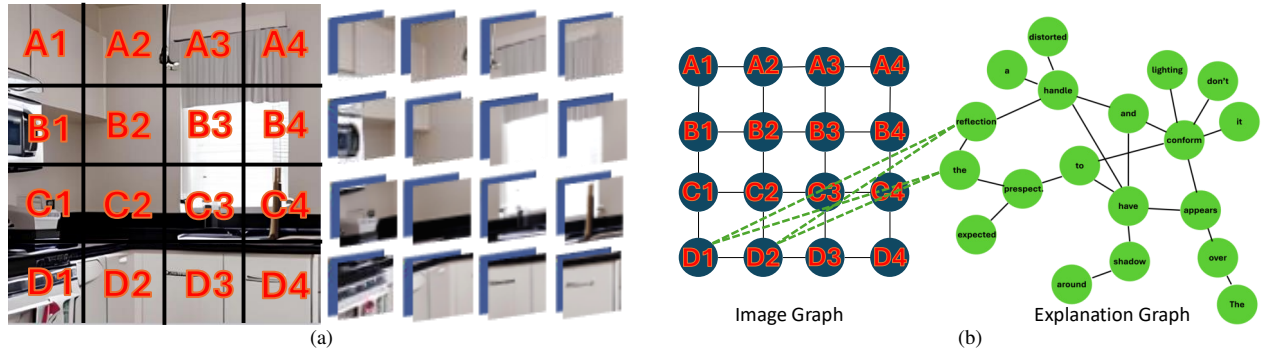 A1 A2 A3 A4
B1 B2 B3 B4
C1 C2 C3 C4
D1 D2 D3 D4
(a)
A1 A2 A3 A4
B1 B2 B3 B4
C1 C2 C3 C4
D1 D2 D3 D4
Image Graph
distorted
a
handle
lighting
don't
it
reflection
and
conform
the
to
prospect.
have
appears
expected
shadow
over
around
The
Explanation Graph
(b)